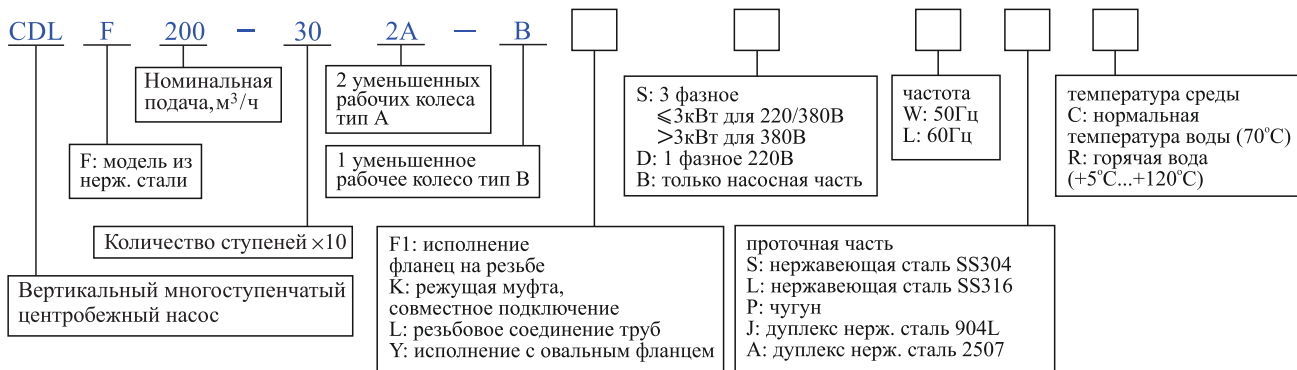 CDL F 200 - 30 2A - B
Номинальная
подача, м³/ч
2 уменьшенных
рабочих колеса
тип А
S: 3 фазное
⩽3кВт для 220/380В
>3кВт для 380В
D: 1 фазное 220В
В: только насосная часть
частота
W: 50Гц
L: 60Гц
температура среды
C: нормальная
температура воды (70°C)
R: горячая вода
(+5°C...+120°C)
F: модель из
нерж. стали
1 уменьшенное
рабочее колесо тип В
Количество ступеней ×10
Вертикальный многоступенчатый
центробежный насос
F1: исполнение
фланец на резьбе
K: режущая муфта,
совместное подключение
L: резьбовое соединение труб
Y: исполнение с овальным фланцем
проточная часть
S: нержавеющая сталь SS304
L: нержавеющая сталь SS316
P: чугун
J: дуплекс нерж. сталь 904L
A: дуплекс нерж. сталь 2507